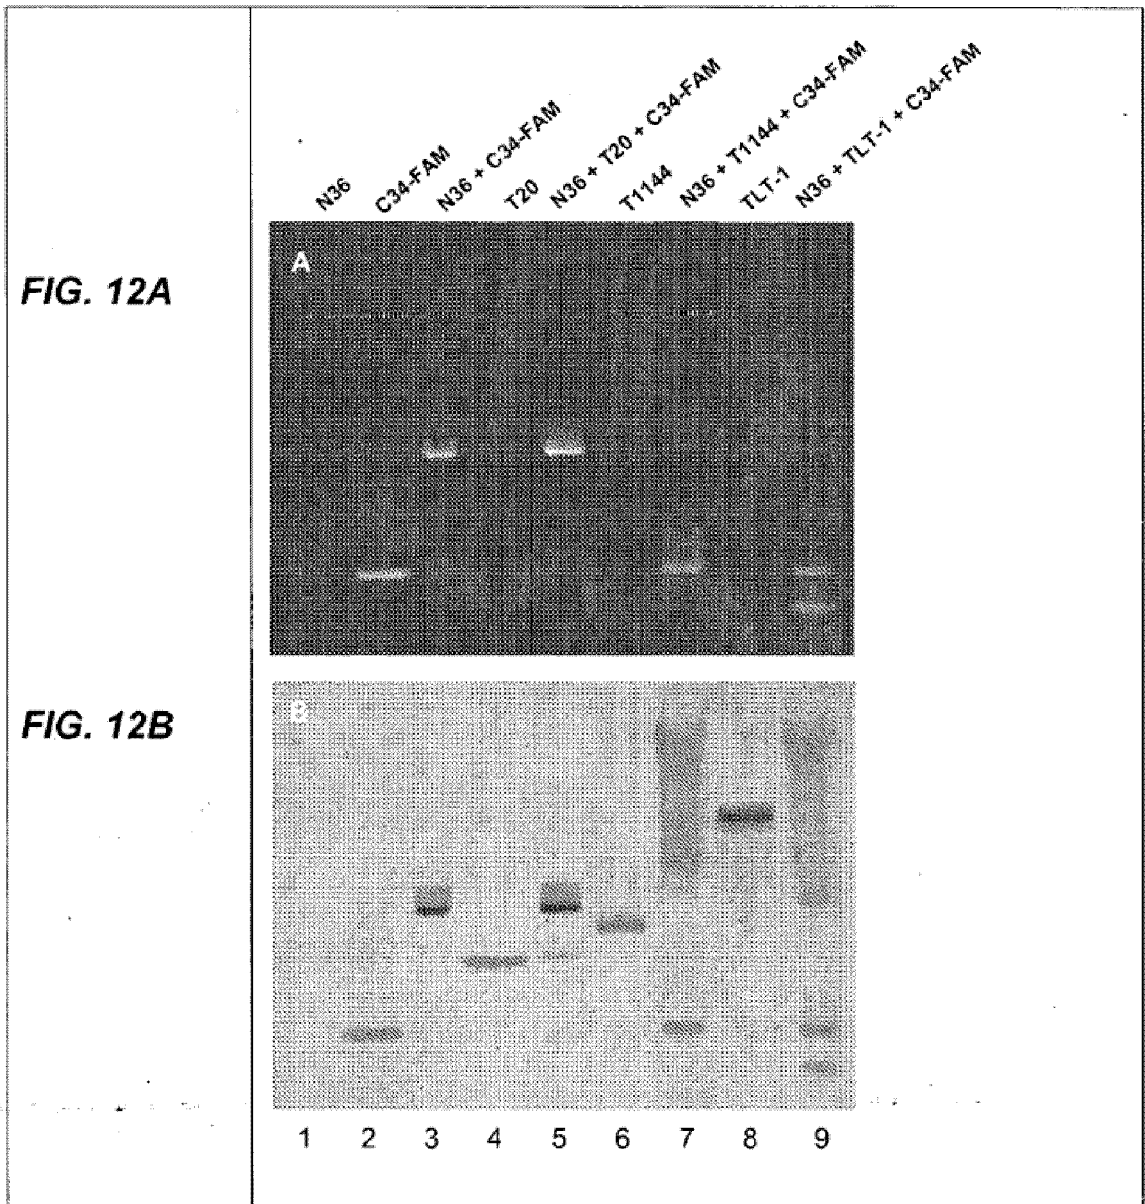 N36
C34-FAM
N36 + C34-FAM
T20
N36 + T20 + C34-FAM
T1144
N36 + T1144 + C34-FAM
TLT-1
N36 + TLT-1 + C34-FAM
FIG. 12A
A
FIG. 12B
B
1 2 3 4 5 6 7 8 9